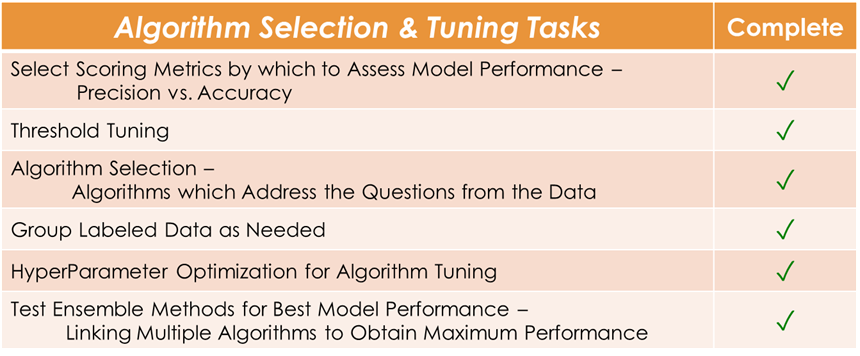 Algorithm Selection & Tuning Tasks Complete
Select Scoring Metrics by which to Assess Model Performance –
Precision vs. Accuracy
✓
Threshold Tuning ✓
Algorithm Selection –
Algorithms which Address the Questions from the Data
✓
Group Labeled Data as Needed ✓
HyperParameter Optimization for Algorithm Tuning ✓
Test Ensemble Methods for Best Model Performance –
Linking Multiple Algorithms to Obtain Maximum Performance
✓